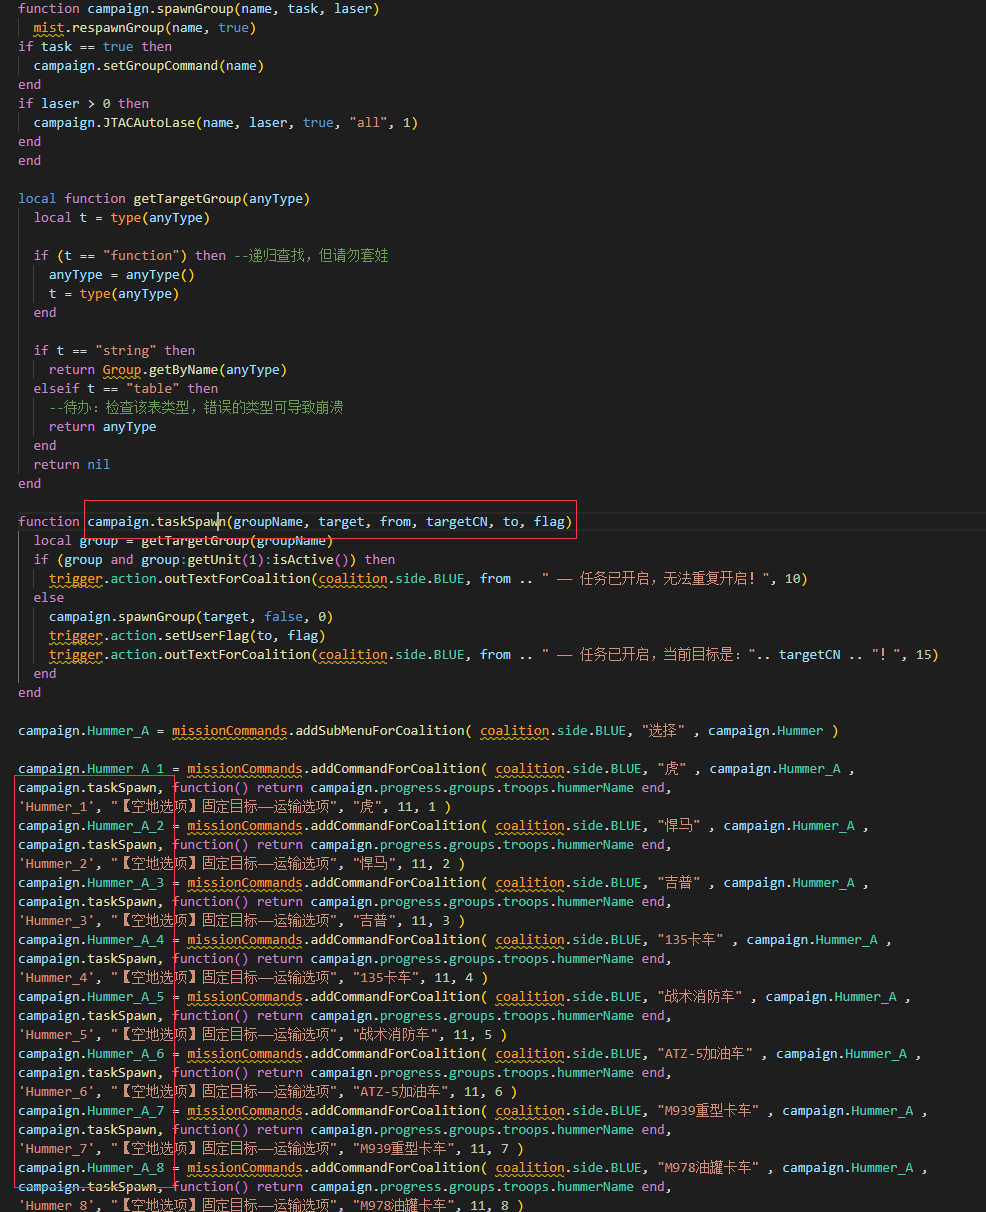 function campaign.spawnGroup(name, task, laser)
mist.respawnGroup(name, true)
if task == true then
campaign.setGroupCommand(name)
end
if laser > 0 then
campaign.JTACAutoLase(name, laser, true, "all", 1)
end
end
local function getTargetGroup(anyType)
local t = type(anyType)
if (t == "function") then --递归查找，但请勿套娃
anyType = anyType()
t = type(anyType)
end
if t == "string" then
return Group.getByName(anyType)
elseif t == "table" then
--待办：检查该表类型，错误的类型可导致崩溃
return anyType
end
return nil
end
function campaign.taskSpawn(groupName, target, from, targetCN, to, flag)
local group = getTargetGroup(groupName)
if (group and group:getUnit(1):isActive()) then
trigger.action.outTextForCoalition(coalition.side.BLUE, from .. " —— 任务已开启，无法重复开启！", 10)
else
campaign.spawnGroup(target, false, 0)
trigger.action.setUserFlag(to, flag)
trigger.action.outTextForCoalition(coalition.side.BLUE, from .. " —— 任务已开启，当前目标是：".. targetCN .. "！", 15)
end
end
campaign.Hummer_A = missionCommands.addSubMenuForCoalition( coalition.side.BLUE, "选择" , campaign.Hummer )
campaign.Hummer_A_1 = missionCommands.addCommandForCoalition( coalition.side.BLUE, "虎" , campaign.Hummer_A ,
campaign.taskSpawn, function() return campaign.progress.groups.troops.hummerName end,
'Hummer_1', "【空地选项】固定目标——运输选项", "虎", 11, 1 )
campaign.Hummer_A_2 = missionCommands.addCommandForCoalition( coalition.side.BLUE, "悍马" , campaign.Hummer_A ,
campaign.taskSpawn, function() return campaign.progress.groups.troops.hummerName end,
'Hummer_2', "【空地选项】固定目标——运输选项", "悍马", 11, 2 )
campaign.Hummer_A_3 = missionCommands.addCommandForCoalition( coalition.side.BLUE, "吉普" , campaign.Hummer_A ,
campaign.taskSpawn, function() return campaign.progress.groups.troops.hummerName end,
'Hummer_3', "【空地选项】固定目标——运输选项", "吉普", 11, 3 )
campaign.Hummer_A_4 = missionCommands.addCommandForCoalition( coalition.side.BLUE, "135卡车" , campaign.Hummer_A ,
campaign.taskSpawn, function() return campaign.progress.groups.troops.hummerName end,
'Hummer_4', "【空地选项】固定目标——运输选项", "135卡车", 11, 4 )
campaign.Hummer_A_5 = missionCommands.addCommandForCoalition( coalition.side.BLUE, "战术消防车" , campaign.Hummer_A ,
campaign.taskSpawn, function() return campaign.progress.groups.troops.hummerName end,
'Hummer_5', "【空地选项】固定目标——运输选项", "战术消防车", 11, 5 )
campaign.Hummer_A_6 = missionCommands.addCommandForCoalition( coalition.side.BLUE, "ATZ-5加油车" , campaign.Hummer_A ,
campaign.taskSpawn, function() return campaign.progress.groups.troops.hummerName end,
'Hummer_6', "【空地选项】固定目标——运输选项", "ATZ-5加油车", 11, 6 )
campaign.Hummer_A_7 = missionCommands.addCommandForCoalition( coalition.side.BLUE, "M939重型卡车" , campaign.Hummer_A ,
campaign.taskSpawn, function() return campaign.progress.groups.troops.hummerName end,
'Hummer_7', "【空地选项】固定目标——运输选项", "M939重型卡车", 11, 7 )
campaign.Hummer_A_8 = missionCommands.addCommandForCoalition( coalition.side.BLUE, "M978油罐卡车" , campaign.Hummer_A ,
campaign.taskSpawn, function() return campaign.progress.groups.troops.hummerName end,
'Hummer_8', "【空地选项】固定目标——运输选项", "M978油罐卡车", 11, 8 )